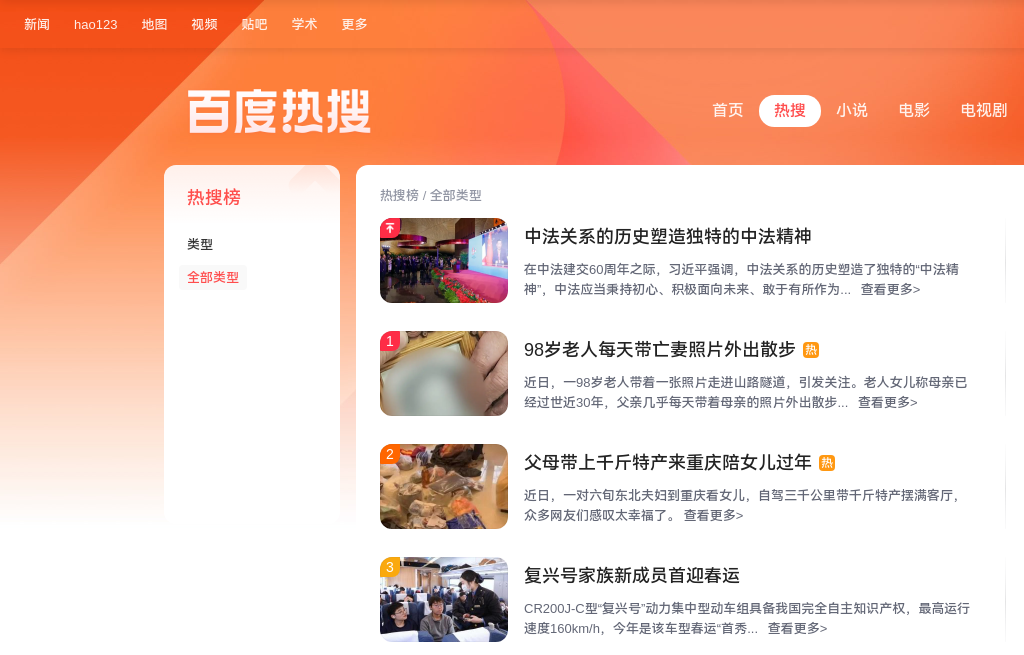 新闻 hao123 地图 视频 贴吧 学术 更多
百度热搜
首页 热搜 小说 电影 电视剧
热搜榜
类型
全部类型
热搜榜 / 全部类型
中法关系的历史塑造独特的中法精神
在中法建交60周年之际，习近平强调，中法关系的历史塑造了独特的“中法精
神”，中法应当秉持初心、积极面向未来、敢于有所作为... 查看更多>
1
98岁老人每天带亡妻照片外出散步 热
近日，一98岁老人带着一张照片走进山路隧道，引发关注。老人女儿称母亲已
经过世近30年，父亲几乎每天带着母亲的照片外出散步... 查看更多>
2
父母带上千斤特产来重庆陪女儿过年 热
近日，一对六旬东北夫妇到重庆看女儿，自驾三千公里带千斤特产摆满客厅，
众多网友们感叹太幸福了。 查看更多>
3
复兴号家族新成员首迎春运
CR200J-C型“复兴号”动力集中型动车组具备我国完全自主知识产权，最高运行
速度160km/h，今年是该车型春运“首秀... 查看更多>